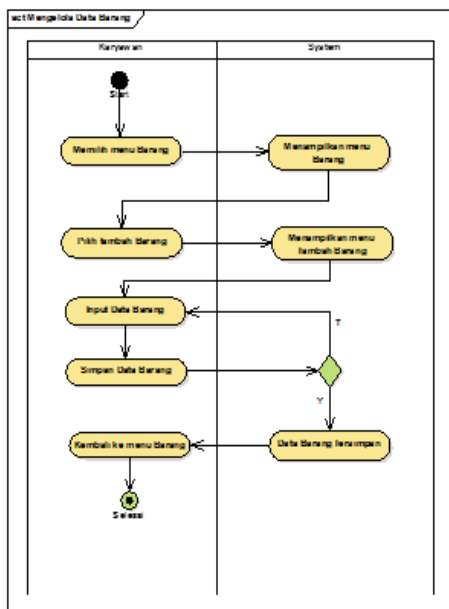 act Mengelola Data Barang
Karyawan
System
Start
Memilih menu Barang
Menampilkan menu
Barang
Pilih tambah Barang
Menampilkan menu
tambah Barang
Input Data Barang
T
Simpan Data Barang
Y
Kembali ke menu Barang
Data Barang tersimpan
Selesai